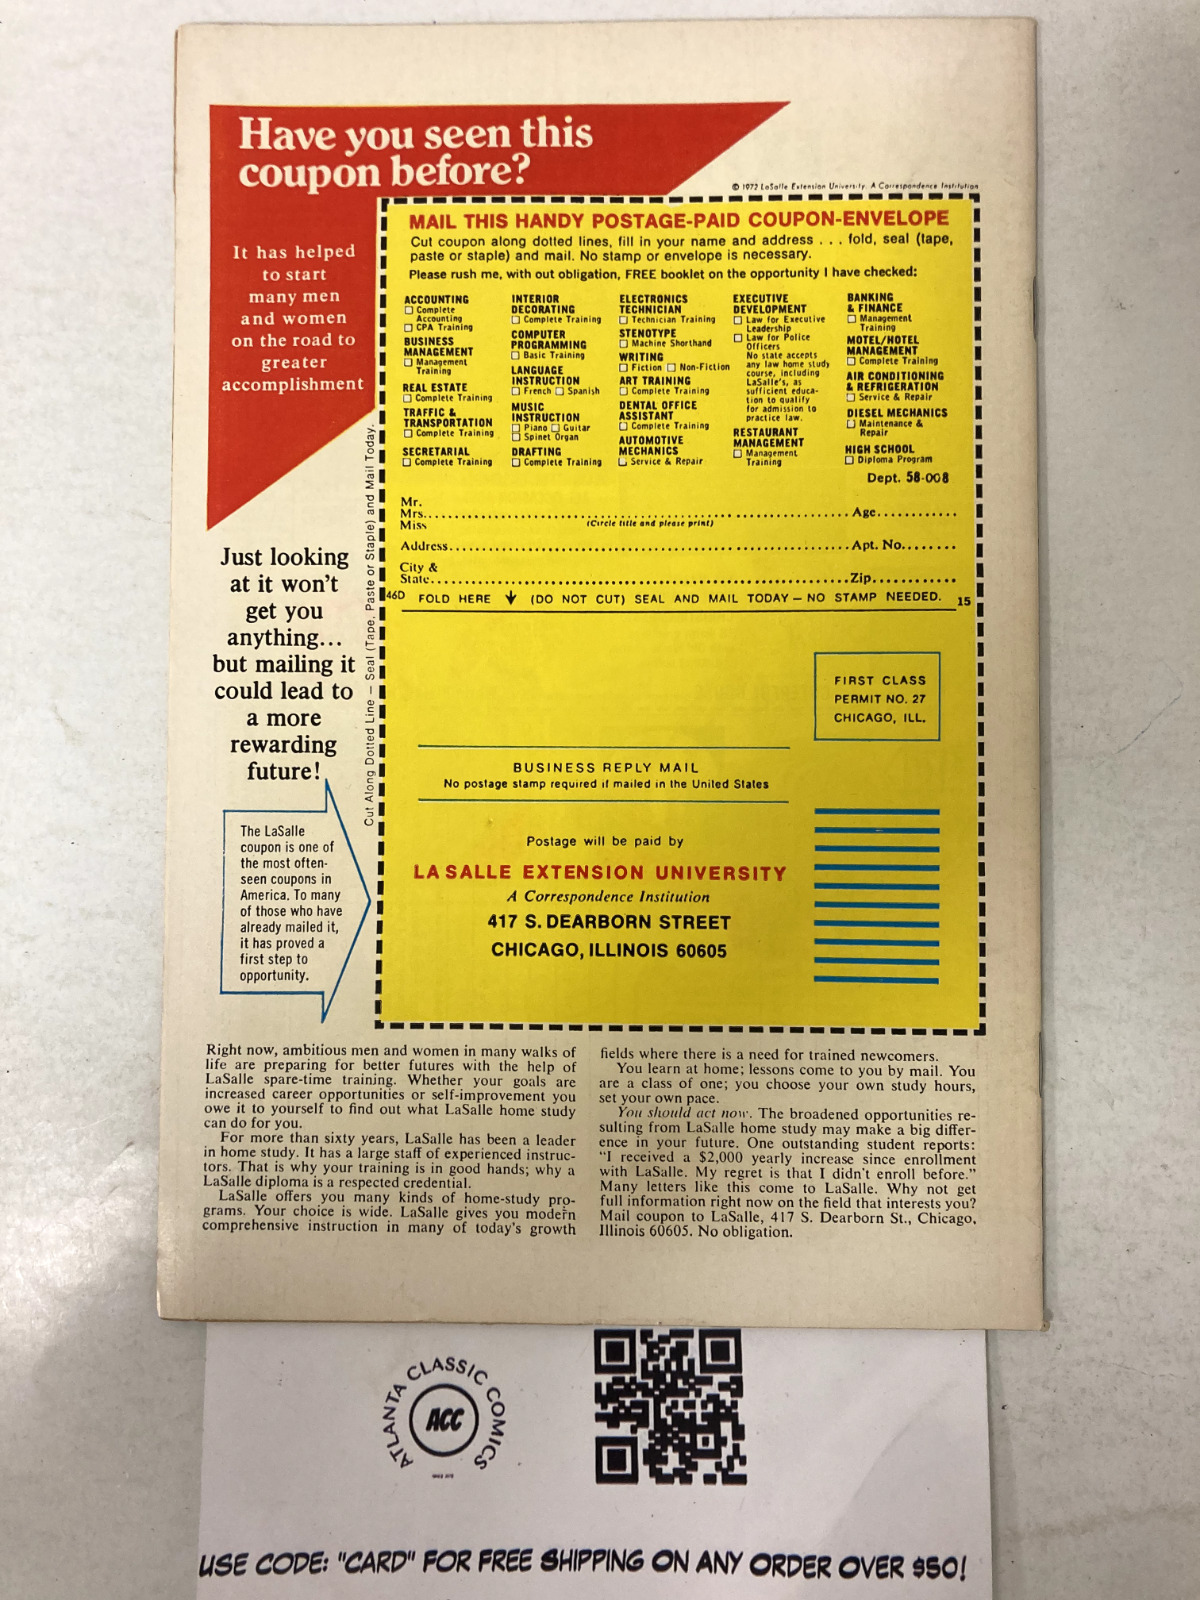 Have you seen this
coupon before?
© 1972 LaSalle Extension University. A Correspondence Institution
It has helped
to start
many men
and women
on the road to
greater
accomplishment
Just looking
at it won't
get you
anything...
but mailing it
could lead to
a more
rewarding
future!
The LaSalle
coupon is one of
the most often-
seen coupons in
America. To many
of those who have
already mailed it,
it has proved a
first step to
opportunity.
Cut Along Dotted Line – Seal (Tape, Paste or Staple) and Mail Today.
MAIL THIS HANDY POSTAGE-PAID COUPON-ENVELOPE
Cut coupon along dotted lines, fill in your name and address . . . fold, seal (tape,
paste or staple) and mail. No stamp or envelope is necessary.
Please rush me, with out obligation, FREE booklet on the opportunity I have checked:
ACCOUNTING
☐ Complete
Accounting
☐ CPA Training
BUSINESS
MANAGEMENT
☐ Management
Training
REAL ESTATE
☐ Complete Training
TRAFFIC &
TRANSPORTATION
☐ Complete Training
SECRETARIAL
☐ Complete Training
INTERIOR
DECORATING
☐ Complete Training
COMPUTER
PROGRAMMING
☐ Basic Training
LANGUAGE
INSTRUCTION
☐ French ☐ Spanish
MUSIC
INSTRUCTION
☐ Piano ☐ Guitar
☐ Spinet Organ
DRAFTING
☐ Complete Training
ELECTRONICS
TECHNICIAN
☐ Technician Training
STENOTYPE
☐ Machine Shorthand
WRITING
☐ Fiction ☐ Non-Fiction
ART TRAINING
☐ Complete Training
DENTAL OFFICE
ASSISTANT
☐ Complete Training
AUTOMOTIVE
MECHANICS
☐ Service & Repair
EXECUTIVE
DEVELOPMENT
☐ Law for Executive
Leadership
☐ Law for Police
Officers
No state accepts
any law home study
course, including
LaSalle's, as
sufficient educa-
tion to qualify
for admission to
practice law.
RESTAURANT
MANAGEMENT
☐ Management
Training
BANKING
& FINANCE
☐ Management
Training
MOTEL/HOTEL
MANAGEMENT
☐ Complete Training
AIR CONDITIONING
& REFRIGERATION
☐ Service & Repair
DIESEL MECHANICS
☐ Maintenance &
Repair
HIGH SCHOOL
☐ Diploma Program
Dept. 58-008
Mr.
Mrs. Age
Miss (Circle title and please print)
Address Apt. No.
City &
State Zip
46D FOLD HERE ↓ (DO NOT CUT) SEAL AND MAIL TODAY – NO STAMP NEEDED. 15
FIRST CLASS
PERMIT NO. 27
CHICAGO, ILL.
BUSINESS REPLY MAIL
No postage stamp required if mailed in the United States
Postage will be paid by
LA SALLE EXTENSION UNIVERSITY
A Correspondence Institution
417 S. DEARBORN STREET
CHICAGO, ILLINOIS 60605
Right now, ambitious men and women in many walks of
life are preparing for better futures with the help of
LaSalle spare-time training. Whether your goals are
increased career opportunities or self-improvement you
owe it to yourself to find out what LaSalle home study
can do for you.
For more than sixty years, LaSalle has been a leader
in home study. It has a large staff of experienced instruc-
tors. That is why your training is in good hands; why a
LaSalle diploma is a respected credential.
LaSalle offers you many kinds of home-study pro-
grams. Your choice is wide. LaSalle gives you modern
comprehensive instruction in many of today's growth
fields where there is a need for trained newcomers.
You learn at home; lessons come to you by mail. You
are a class of one; you choose your own study hours,
set your own pace.
You should act now. The broadened opportunities re-
sulting from LaSalle home study may make a big differ-
ence in your future. One outstanding student reports:
"I received a $2,000 yearly increase since enrollment
with LaSalle. My regret is that I didn't enroll before."
Many letters like this come to LaSalle. Why not get
full information right now on the field that interests you?
Mail coupon to LaSalle, 417 S. Dearborn St., Chicago,
Illinois 60605. No obligation.
ATLANTA CLASSIC COMICS
ACC
USE CODE: "CARD" FOR FREE SHIPPING ON ANY ORDER OVER $50!